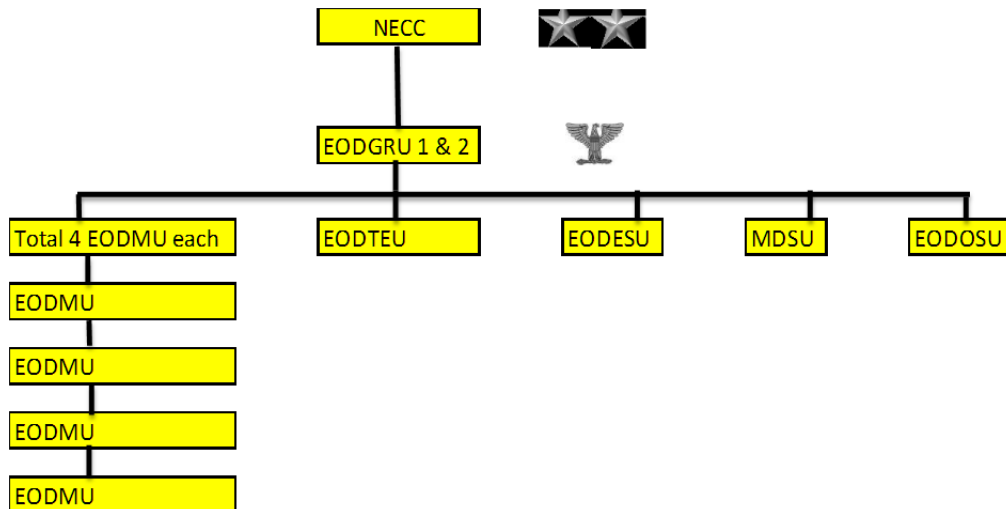 NECC
EODGRU 1 & 2
Total 4 EODMU each
EODTEU
EODESU
MDSU
EODOSU
EODMU
EODMU
EODMU
EODMU